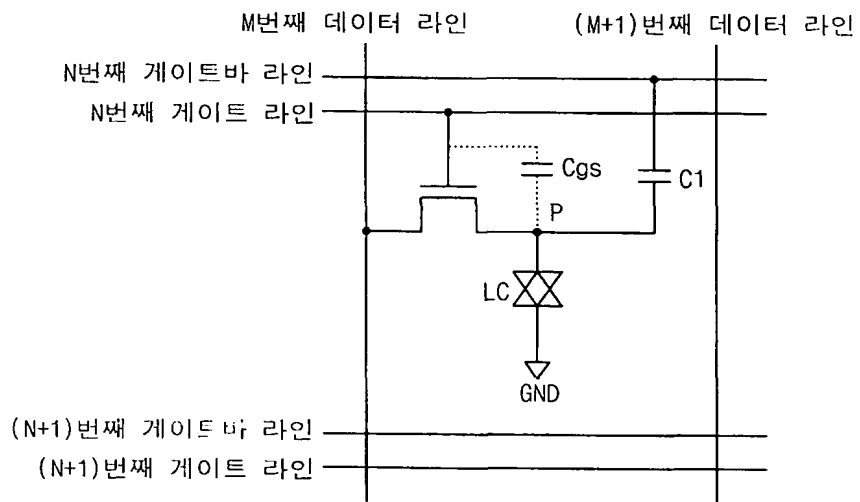 M번째 데이터 라인
(M+1)번째 데이터 라인
N번째 게이트바 라인
N번째 게이트 라인
Cgs
C1
P
LC
GND
(N+1)번째 게이트바 라인
(N+1)번째 게이트 라인